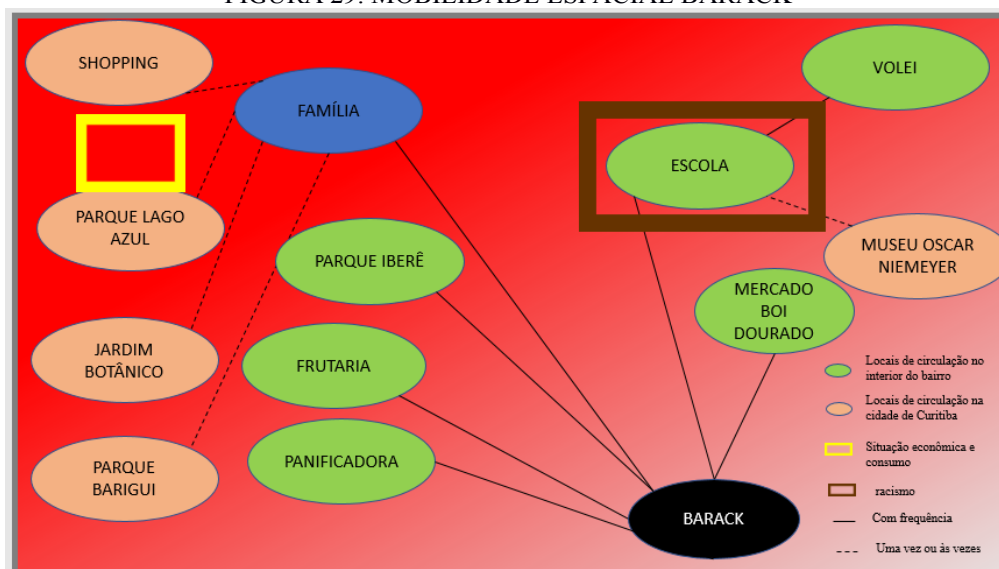 FIGURA 29: MOBILIDADE ESPACIAL BARACK
SHOPPING
FAMÍLIA
VOLEI
ESCOLA
PARQUE LAGO
AZUL
PARQUE IBERÊ
MUSEU OSCAR
NIEMEYER
MERCADO
BOI
DOURADO
JARDIM
BOTÂNICO
FRUTARIA
PARQUE
BARIGUI
PANIFICADORA
BARACK
Locais de circulação no
interior do bairro
Locais de circulação na
cidade de Curitiba
Situação econômica e
consumo
racismo
Com frequência
Uma vez ou às vezes